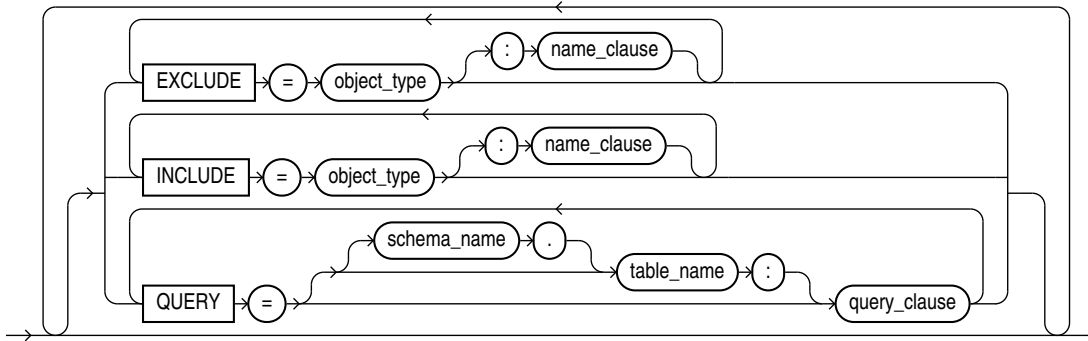 EXCLUDE = object_type : name_clause
INCLUDE = object_type : name_clause
QUERY = schema_name . table_name : query_clause